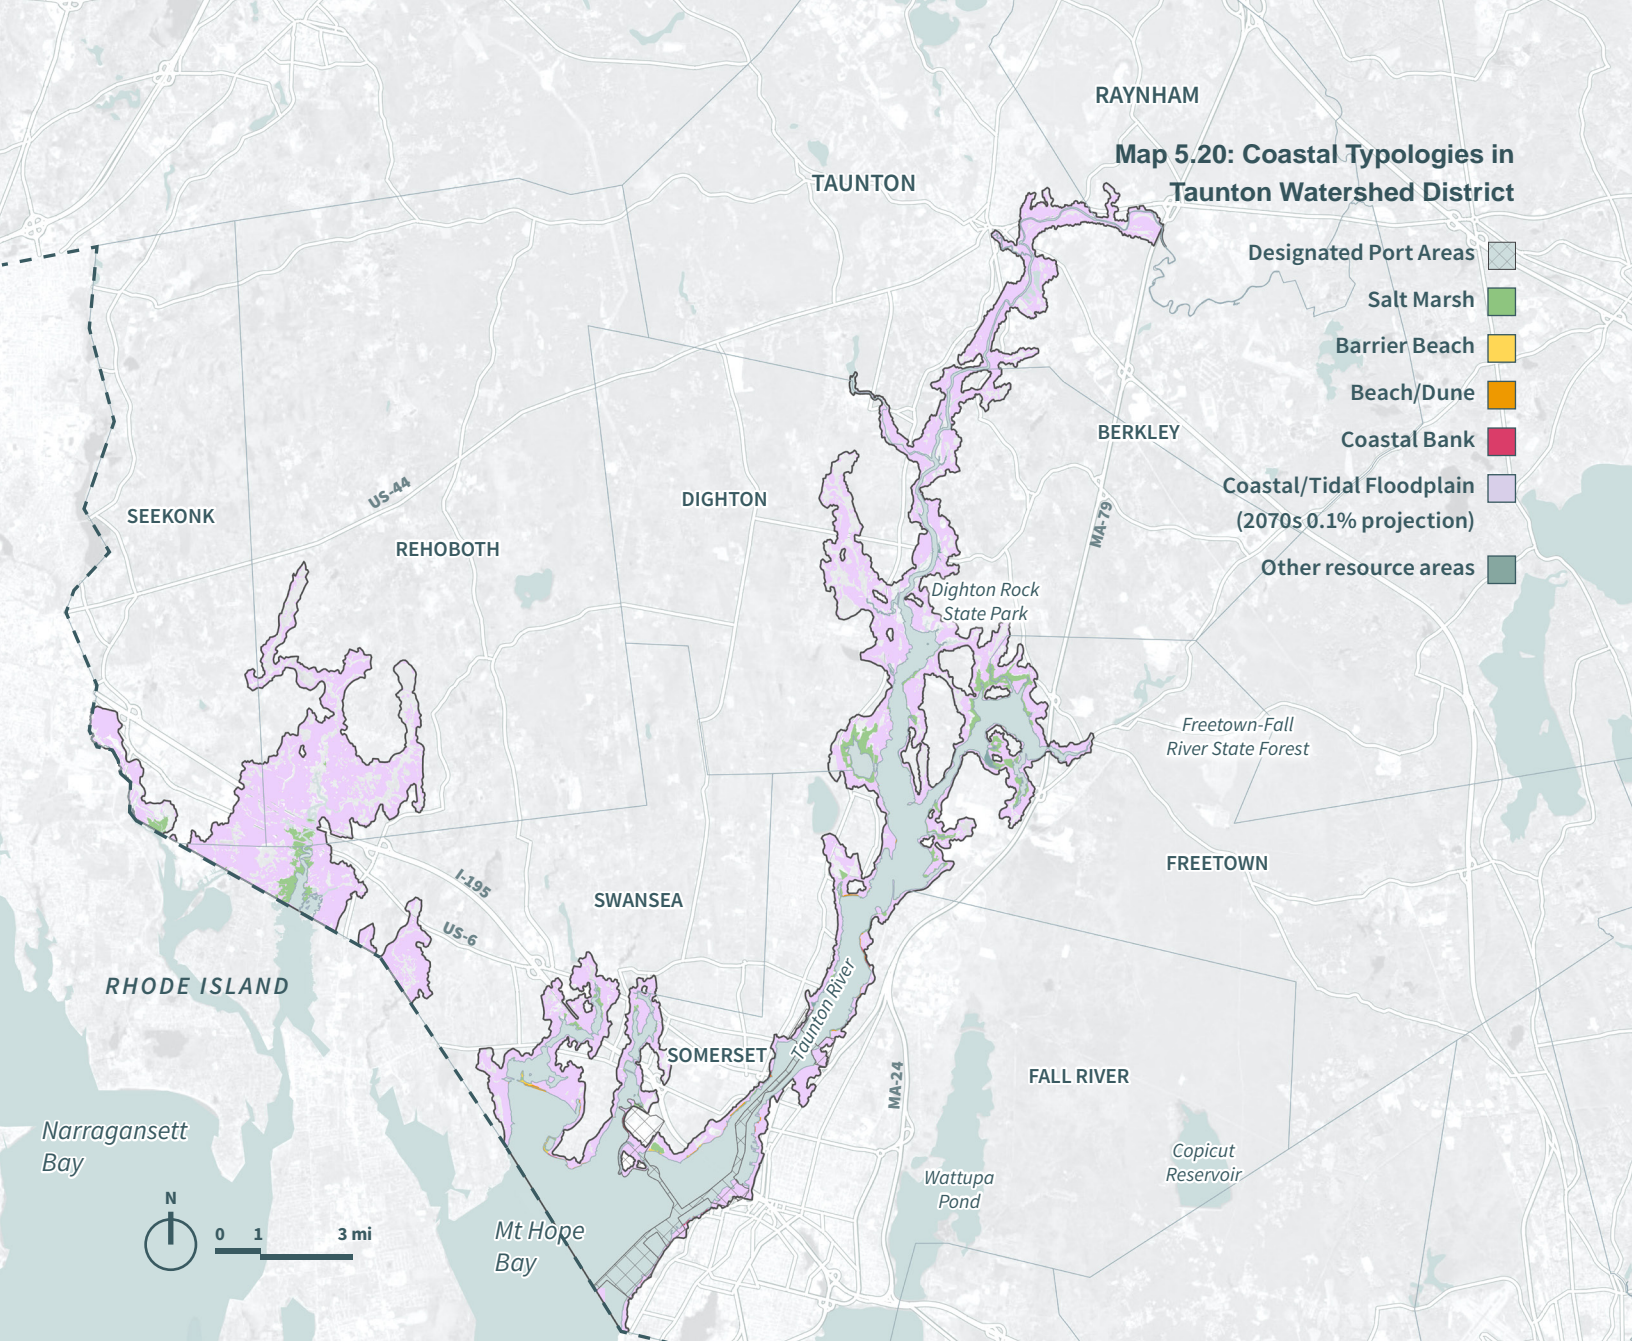 RAYNHAM
Map 5.20: Coastal Typologies in
Taunton Watershed District
TAUNTON
Designated Port Areas
Salt Marsh
Barrier Beach
Beach/Dune
Coastal Bank
Coastal/Tidal Floodplain
(2070s 0.1% projection)
Other resource areas
BERKLEY
US-44
DIGHTON
SEEKONK
MA-79
REHOBOTH
Dighton Rock
State Park
Freetown-Fall
River State Forest
FREETOWN
I-195
SWANSEA
US-6
RHODE ISLAND
Taunton River
SOMERSET
MA-24
FALL RIVER
Narragansett
Bay
Copicut
Reservoir
Wattupa
Pond
N
0 1 3 mi
Mt Hope
Bay